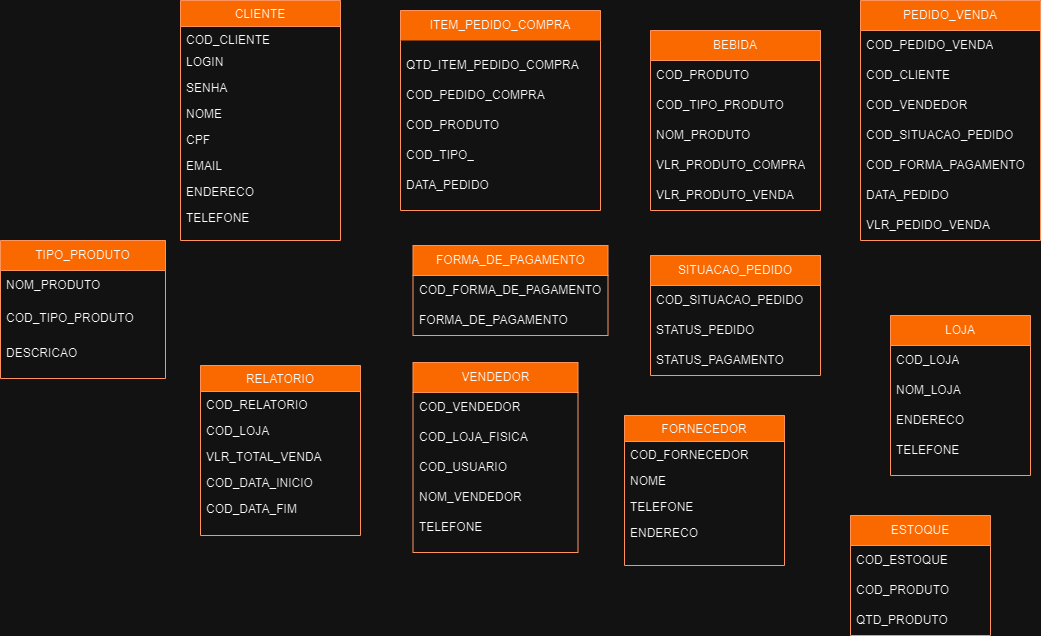 CLIENTE
COD_CLIENTE
LOGIN
SENHA
NOME
CPF
EMAIL
ENDERECO
TELEFONE
ITEM_PEDIDO_COMPRA
QTD_ITEM_PEDIDO_COMPRA
COD_PEDIDO_COMPRA
COD_PRODUTO
COD_TIPO_
DATA_PEDIDO
BEBIDA
COD_PRODUTO
COD_TIPO_PRODUTO
NOM_PRODUTO
VLR_PRODUTO_COMPRA
VLR_PRODUTO_VENDA
PEDIDO_VENDA
COD_PEDIDO_VENDA
COD_CLIENTE
COD_VENDEDOR
COD_SITUACAO_PEDIDO
COD_FORMA_PAGAMENTO
DATA_PEDIDO
VLR_PEDIDO_VENDA
TIPO_PRODUTO
NOM_PRODUTO
COD_TIPO_PRODUTO
DESCRICAO
FORMA_DE_PAGAMENTO
COD_FORMA_DE_PAGAMENTO
FORMA_DE_PAGAMENTO
SITUACAO_PEDIDO
COD_SITUACAO_PEDIDO
STATUS_PEDIDO
STATUS_PAGAMENTO
LOJA
COD_LOJA
NOM_LOJA
ENDERECO
TELEFONE
RELATORIO
COD_RELATORIO
COD_LOJA
VLR_TOTAL_VENDA
COD_DATA_INICIO
COD_DATA_FIM
VENDEDOR
COD_VENDEDOR
COD_LOJA_FISICA
COD_USUARIO
NOM_VENDEDOR
TELEFONE
FORNECEDOR
COD_FORNECEDOR
NOME
TELEFONE
ENDERECO
ESTOQUE
COD_ESTOQUE
COD_PRODUTO
QTD_PRODUTO